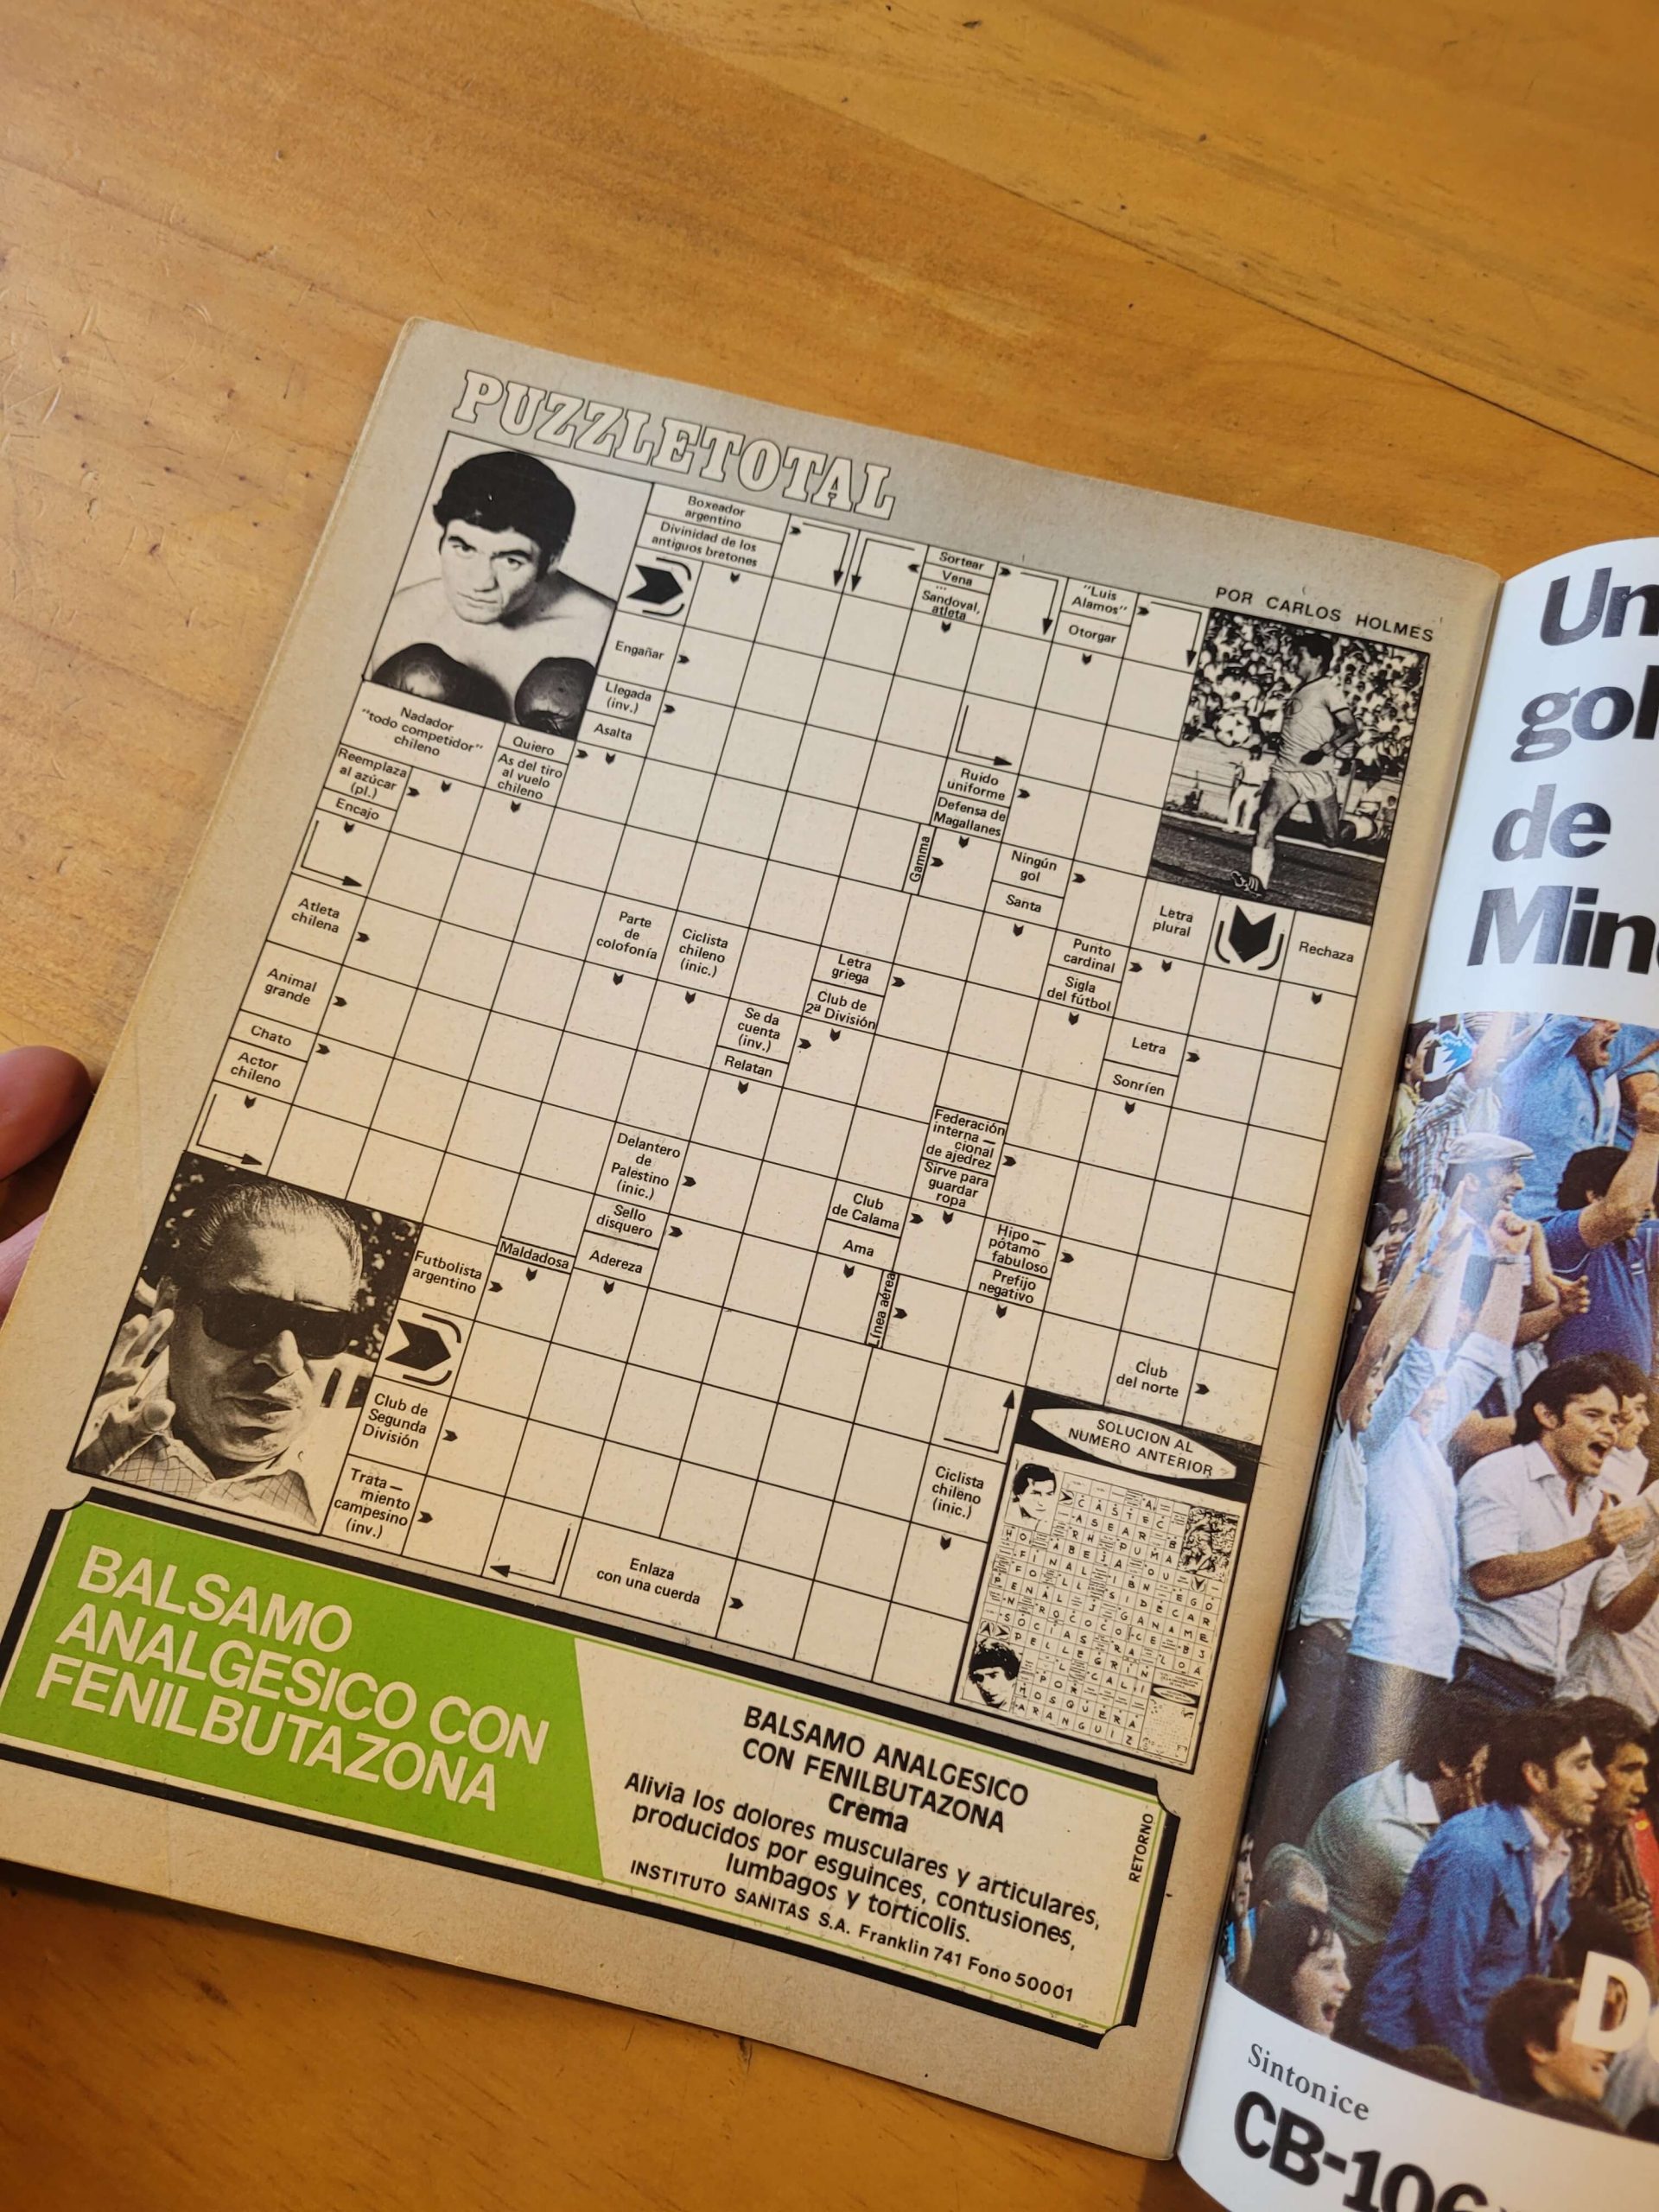 PUZZLETOTAL
POR CARLOS HOLMES
Boxeador
argentino
Divinidad de los
antiguos bretones
Sortear
Vena
...
Sandoval,
atleta
"Luis
Alamos"
Otorgar
Engañar
Llegada
(inv.)
Asalta
Nadador
"todo competidor"
chileno
Quiero
As del tiro
al vuelo
chileno
Reemplaza
al azúcar
(pl.)
Encajo
Ruido
uniforme
Defensa de
Magallanes
Gamma
Ningún
gol
Santa
Letra
plural
Rechaza
Atleta
chilena
Parte
de
colofonía
Ciclista
chileno
(inic.)
Letra
griega
Club de
2ª División
Punto
cardinal
Sigla
del fútbol
Animal
grande
Se da
cuenta
(inv.)
Relatan
Letra
Sonríen
Chato
Actor
chileno
Federación
interna—
cional
de ajedrez
Sirve para
guardar
ropa
Delantero
de
Palestino
(inic.)
Club
de Calama
Ama
Hipo—
pótamo
fabuloso
Prefijo
negativo
Sello
disquero
Adereza
Maldadosa
Futbolista
argentino
Línea aérea
Club
del norte
Club de
Segunda
División
Ciclista
chileno
(inic.)
Trata—
miento
campesino
(inv.)
Enlaza
con una cuerda
SOLUCION AL
NUMERO ANTERIOR
BALSAMO
ANALGESICO CON
FENILBUTAZONA
BALSAMO ANALGESICO
CON FENILBUTAZONA
Crema
Alivia los dolores musculares y articulares,
producidos por esguinces, contusiones,
lumbagos y tortícolis.
INSTITUTO SANITAS S.A. Franklin 741 Fono 50001
RETORNO
Un
gol
de
Sintonice
CB-106